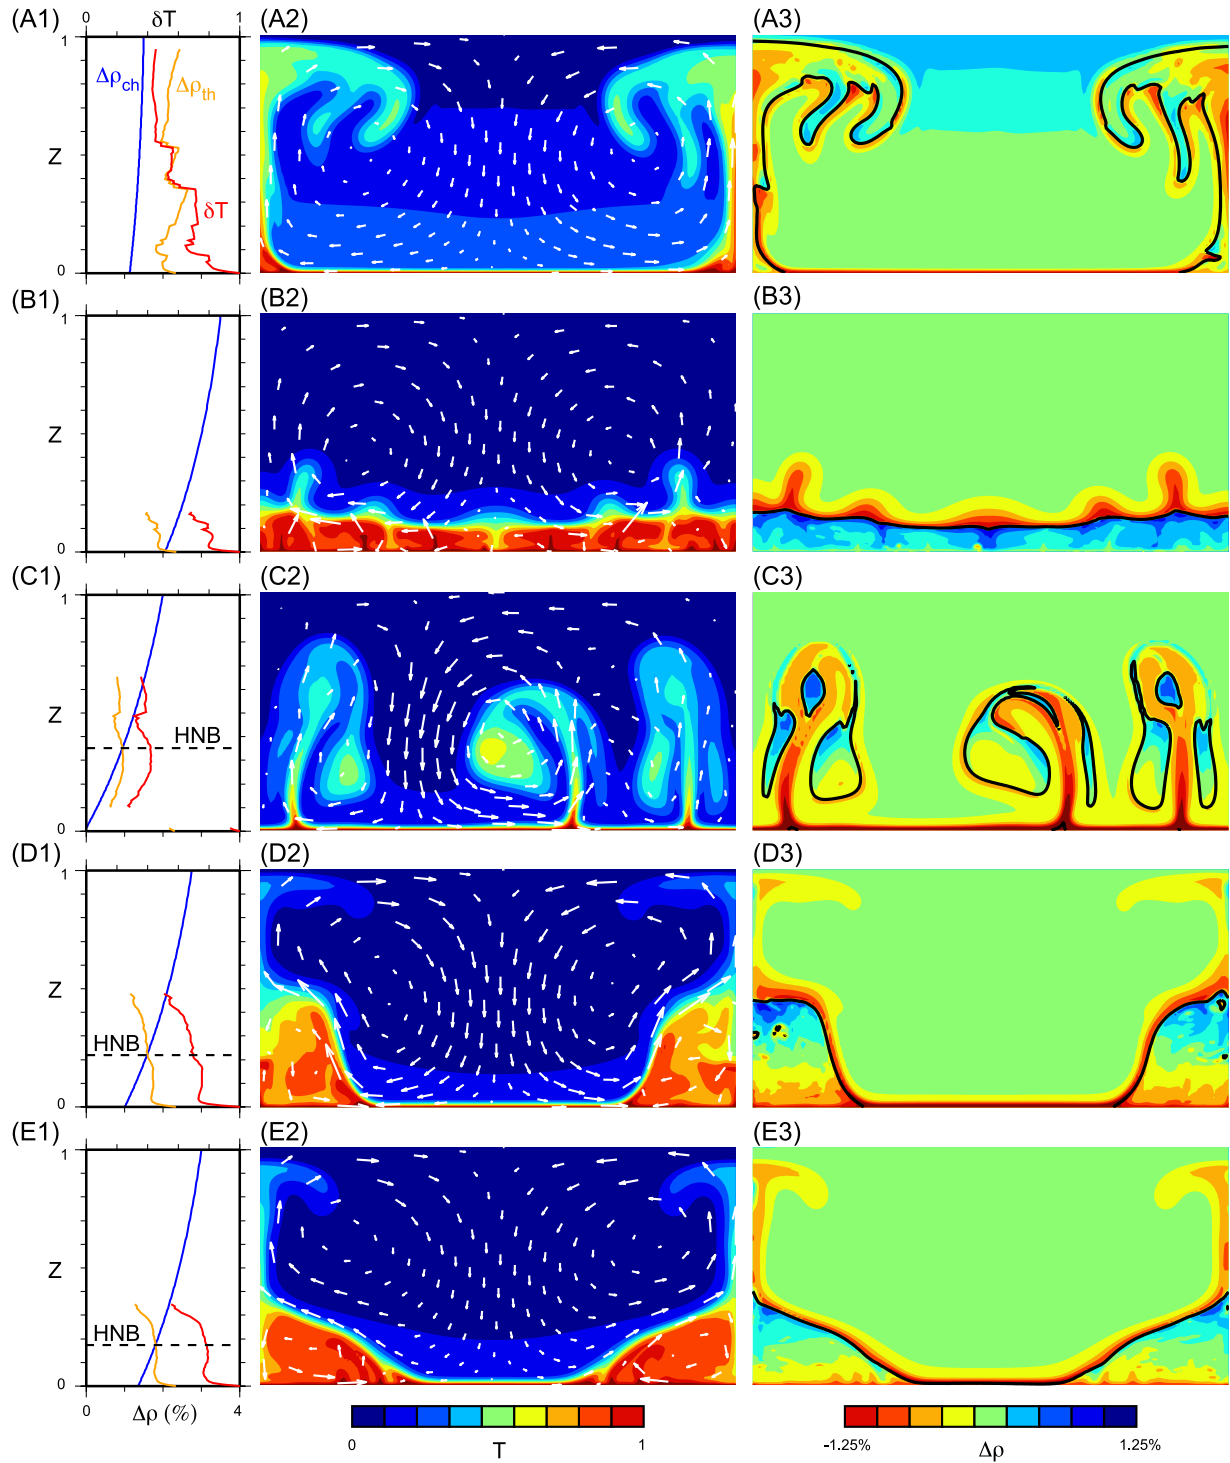 (A1) 0 δT 1 (A2) (A3)
1
Δρch
Δρth
Z
δT
0
(B1) (B2) (B3)
1
Z
0
(C1) (C2) (C3)
1
Z
HNB
0
(D1) (D2) (D3)
1
Z
HNB
0
(E1) (E2) (E3)
1
Z
HNB
0
0 Δρ (%) 4
0 T 1
-1.25% Δρ 1.25%